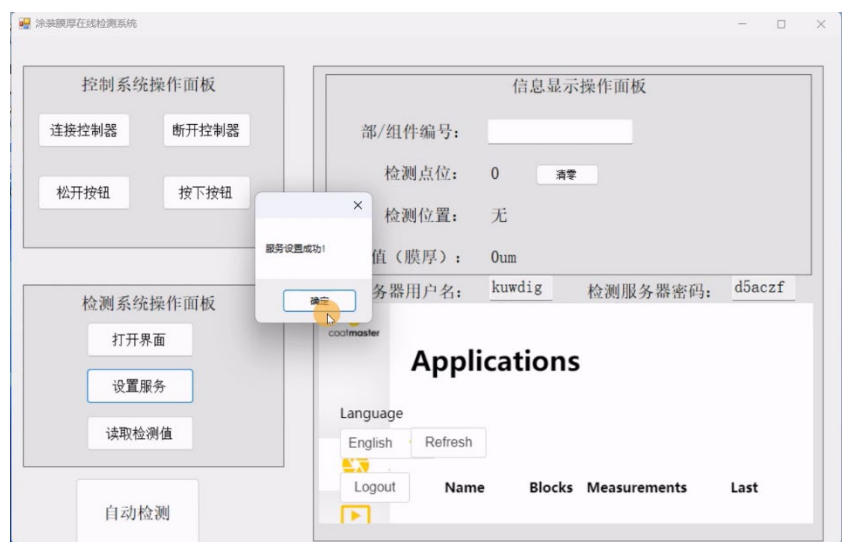 涂装膜厚在线检测系统
控制系统操作面板
连接控制器 断开控制器
松开按钮 按下按钮
信息显示操作面板
部/组件编号:
检测点位: 0 清零
检测位置: 无
值（膜厚）: 0um
务器用户名: kuwdig 检测服务器密码: d5aczf
服务设置成功!
确定
检测系统操作面板
打开界面
设置服务
读取检测值
自动检测
coatmaster
Applications
Language
English Refresh
Logout Name Blocks Measurements Last